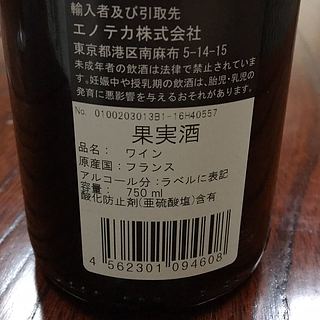 輸入者及び引取先
エノテカ株式会社
東京都港区南麻布 5-14-15
未成年者の飲酒は法律で禁止されています。
妊娠中や授乳期の飲酒は、胎児・乳児の
発育に悪影響を与えるおそれがあります。
No. 0100203013B1-16H40557
果実酒
品名: ワイン
原産国:フランス
アルコール分:ラベルに表記
容量: 750 ml
酸化防止剤(亜硫酸塩)含有
4 562301 094608